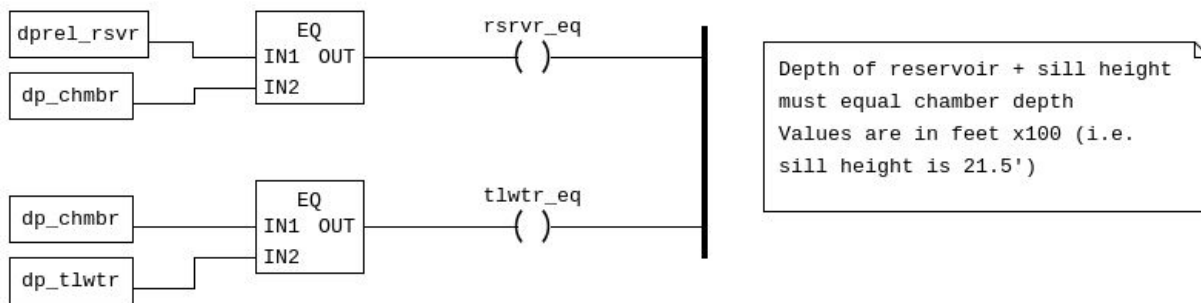 dprel_rsvr
EQ
IN1 OUT
IN2
dp_chmbr
rsrvr_eq
( )
dp_chmbr
EQ
IN1 OUT
IN2
dp_tlwtr
tlwtr_eq
( )
Depth of reservoir + sill height
must equal chamber depth
Values are in feet x100 (i.e.
sill height is 21.5')